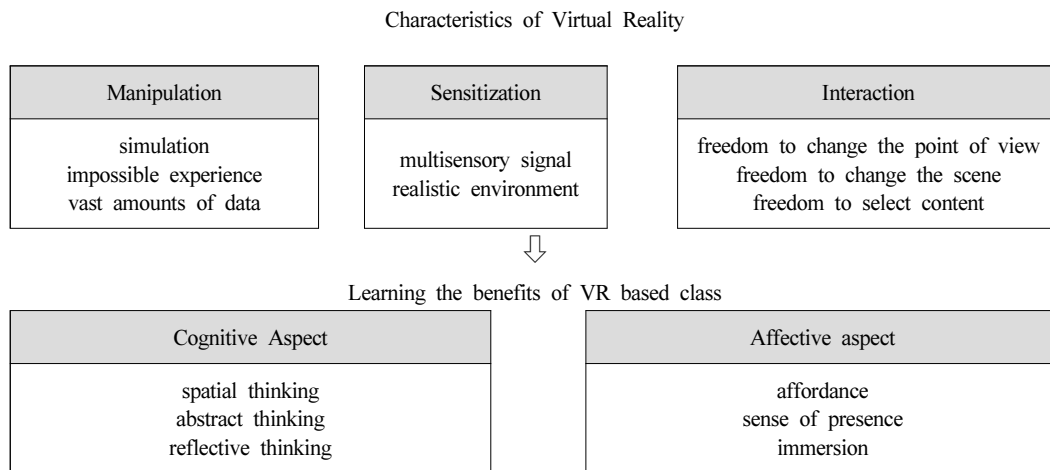 Characteristics of Virtual Reality
Manipulation
simulation
impossible experience
vast amounts of data
Sensitization
multisensory signal
realistic environment
Interaction
freedom to change the point of view
freedom to change the scene
freedom to select content
Learning the benefits of VR based class
Cognitive Aspect
spatial thinking
abstract thinking
reflective thinking
Affective aspect
affordance
sense of presence
immersion